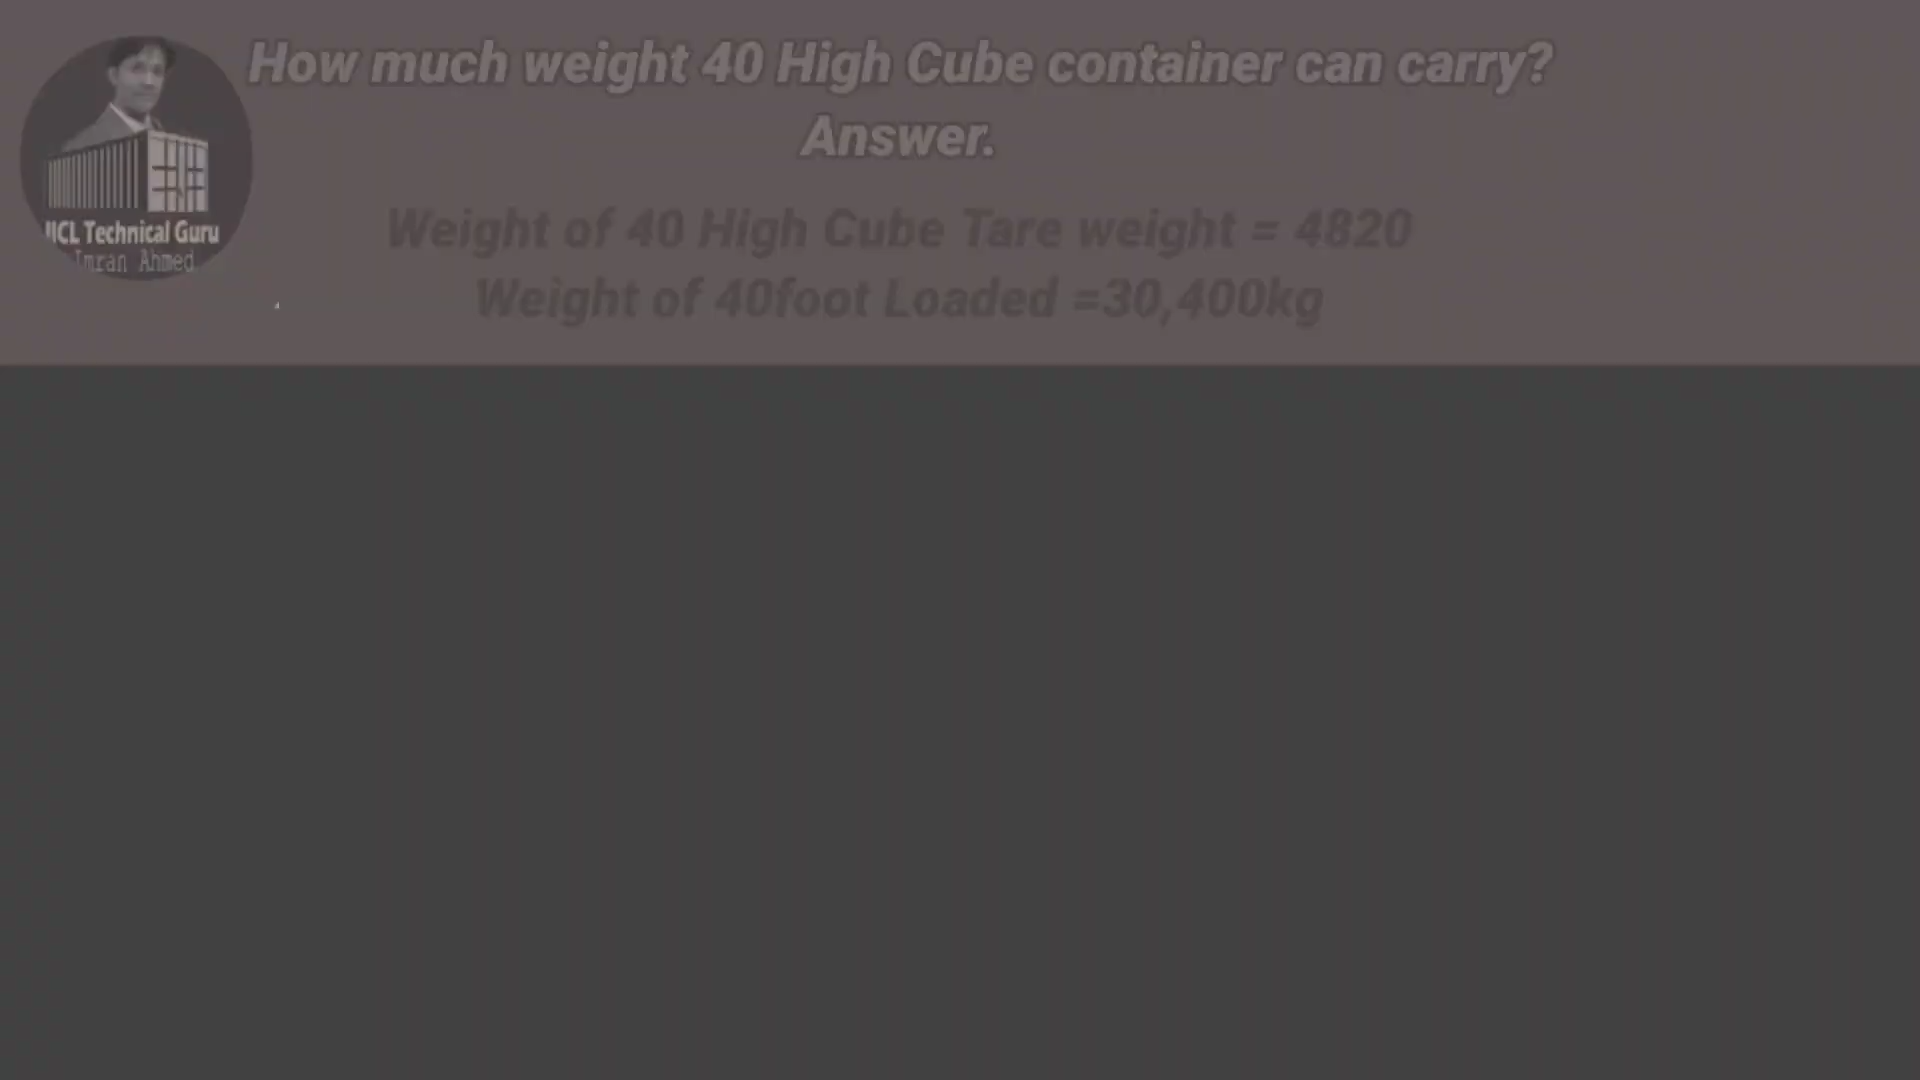 How much weight 40 High Cube container can carry?
Answer.
Weight of 40 High Cube Tare weight = 4820
Weight of 40foot Loaded =30,400kg
IICL Technical Guru
Imran Ahmed